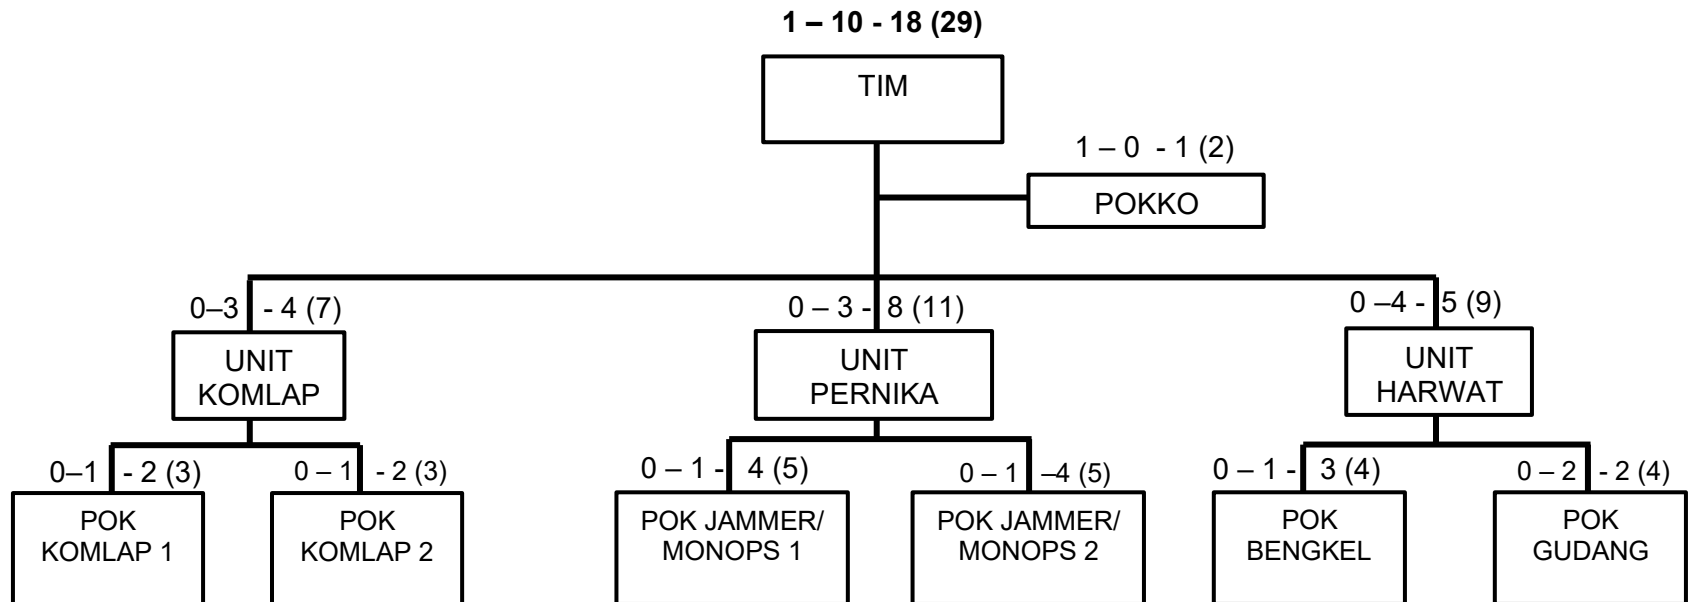 1 – 10 - 18 (29)
TIM
1 – 0 - 1 (2)
POKKO
0–3 - 4 (7)
UNIT
KOMLAP
0 – 3 - 8 (11)
UNIT
PERNIKA
0 –4 - 5 (9)
UNIT
HARWAT
0–1 - 2 (3)
POK
KOMLAP 1
0 – 1 - 2 (3)
POK
KOMLAP 2
0 – 1 - 4 (5)
POK JAMMER/
MONOPS 1
0 – 1 –4 (5)
POK JAMMER/
MONOPS 2
0 – 1 - 3 (4)
POK
BENGKEL
0 – 2 - 2 (4)
POK
GUDANG